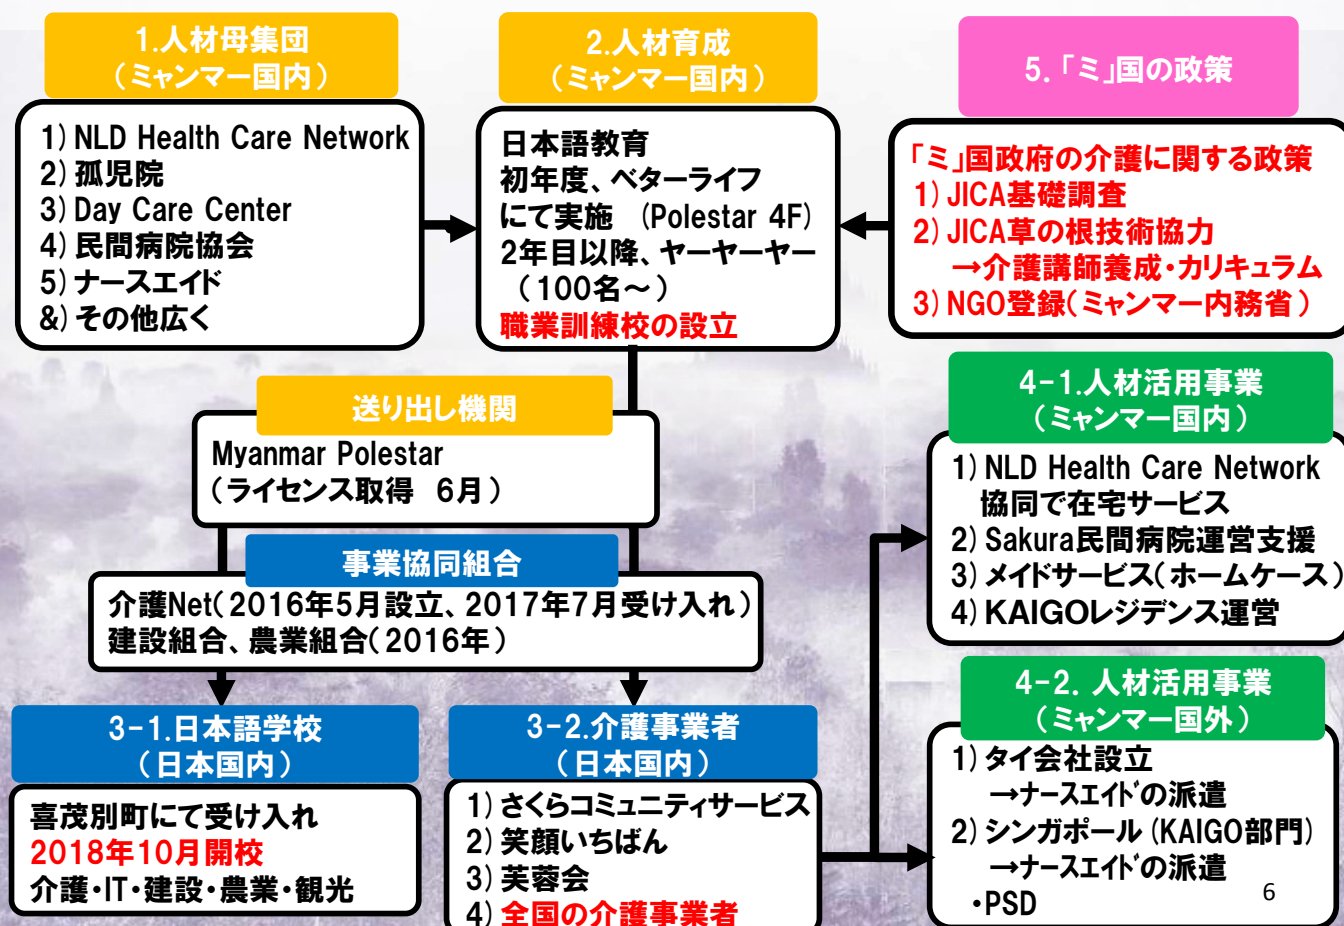 1.人材母集団
（ミャンマー国内）
1) NLD Health Care Network
2) 孤児院
3) Day Care Center
4) 民間病院協会
5) ナースエイド
&) その他広く
2.人材育成
（ミャンマー国内）
日本語教育
初年度、ベターライフ
にて実施 (Polestar 4F)
2年目以降、ヤーヤーヤー
（100名～）
職業訓練校の設立
5.「ミ」国の政策
「ミ」国政府の介護に関する政策
1) JICA基礎調査
2) JICA草の根技術協力
→介護講師養成・カリキュラム
3) NGO登録（ミャンマー内務省）
送り出し機関
Myanmar Polestar
（ライセンス取得 6月）
事業協同組合
介護Net（2016年5月設立、2017年7月受け入れ）
建設組合、農業組合（2016年）
3-1.日本語学校
（日本国内）
喜茂別町にて受け入れ
2018年10月開校
介護・IT・建設・農業・観光
3-2.介護事業者
（日本国内）
1) さくらコミュニティサービス
2) 笑顔いちばん
3) 芙蓉会
4) 全国の介護事業者
4-1.人材活用事業
（ミャンマー国内）
1) NLD Health Care Network
協同で在宅サービス
2) Sakura民間病院運営支援
3) メイドサービス（ホームケース）
4) KAIGOレジデンス運営
4-2. 人材活用事業
（ミャンマー国外）
1) タイ会社設立
→ﾅｰｽｴｲﾄﾞの派遣
2) シンガポール (KAIGO部門)
→ﾅｰｽｴｲﾄﾞの派遣
・PSD
6